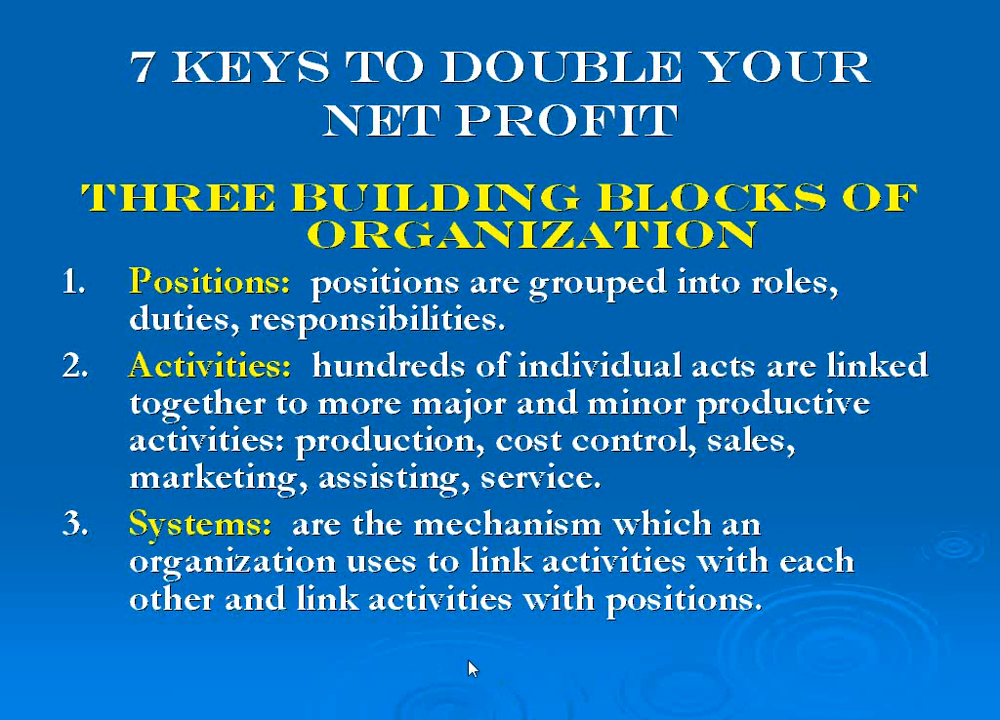 7 KEYS TO DOUBLE YOUR
NET PROFIT
THREE BUILDING BLOCKS OF
ORGANIZATION
1. Positions: positions are grouped into roles,
duties, responsibilities.
2. Activities: hundreds of individual acts are linked
together to more major and minor productive
activities: production, cost control, sales,
marketing, assisting, service.
3. Systems: are the mechanism which an
organization uses to link activities with each
other and link activities with positions.